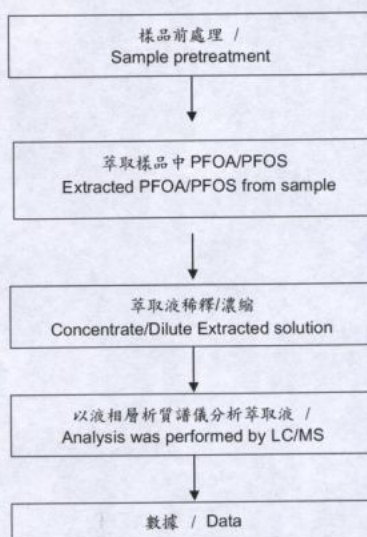 樣品前處理 /
Sample pretreatment
萃取樣品中 PFOA/PFOS
Extracted PFOA/PFOS from sample
萃取液稀釋/濃縮
Concentrate/Dilute Extracted solution
以液相層析質譜儀分析萃取液 /
Analysis was performed by LC/MS
數據 / Data